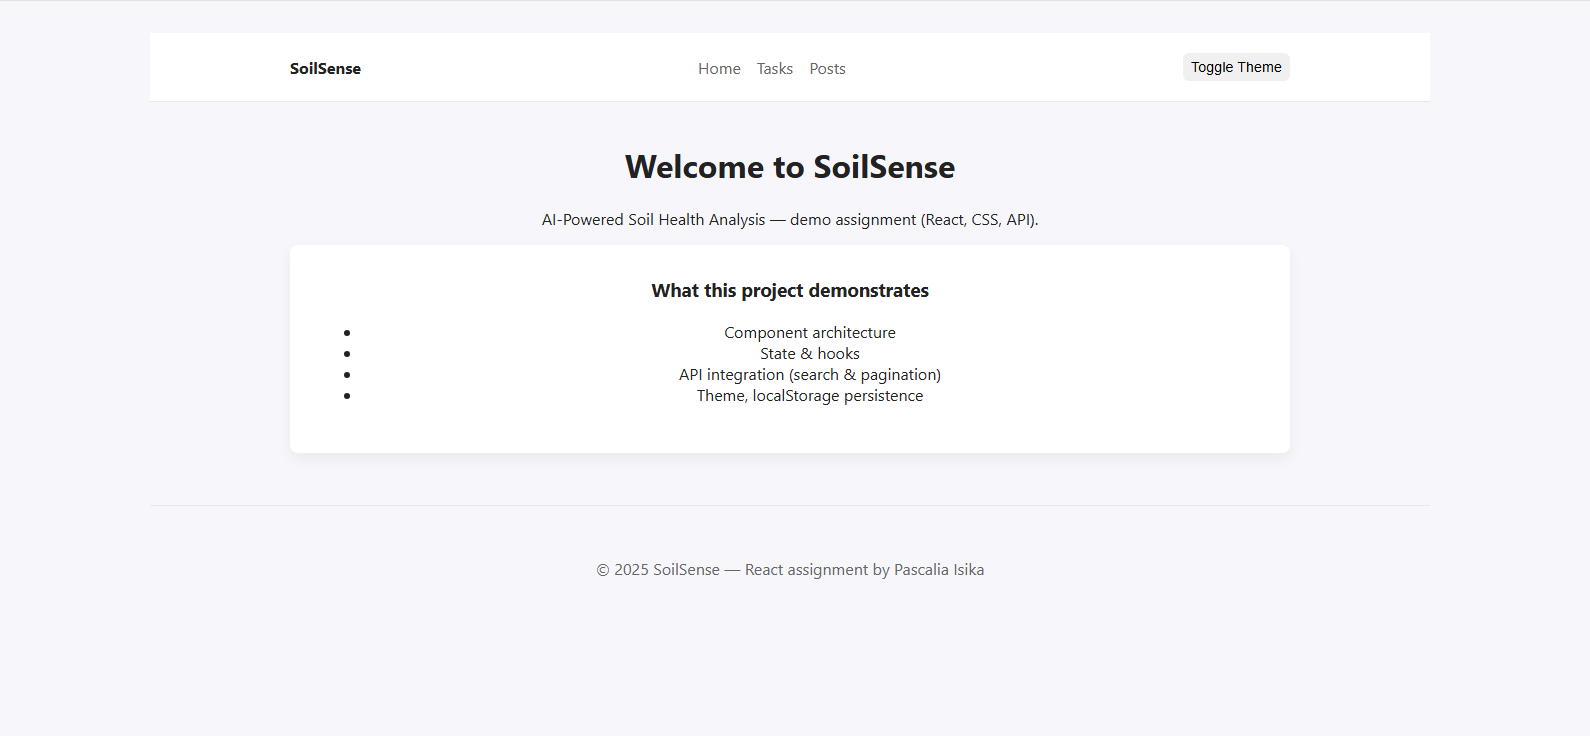 SoilSense
Home Tasks Posts
Toggle Theme
Welcome to SoilSense
AI-Powered Soil Health Analysis — demo assignment (React, CSS, API).
What this project demonstrates
Component architecture
State & hooks
API integration (search & pagination)
Theme, localStorage persistence
© 2025 SoilSense — React assignment by Pascalia Isika